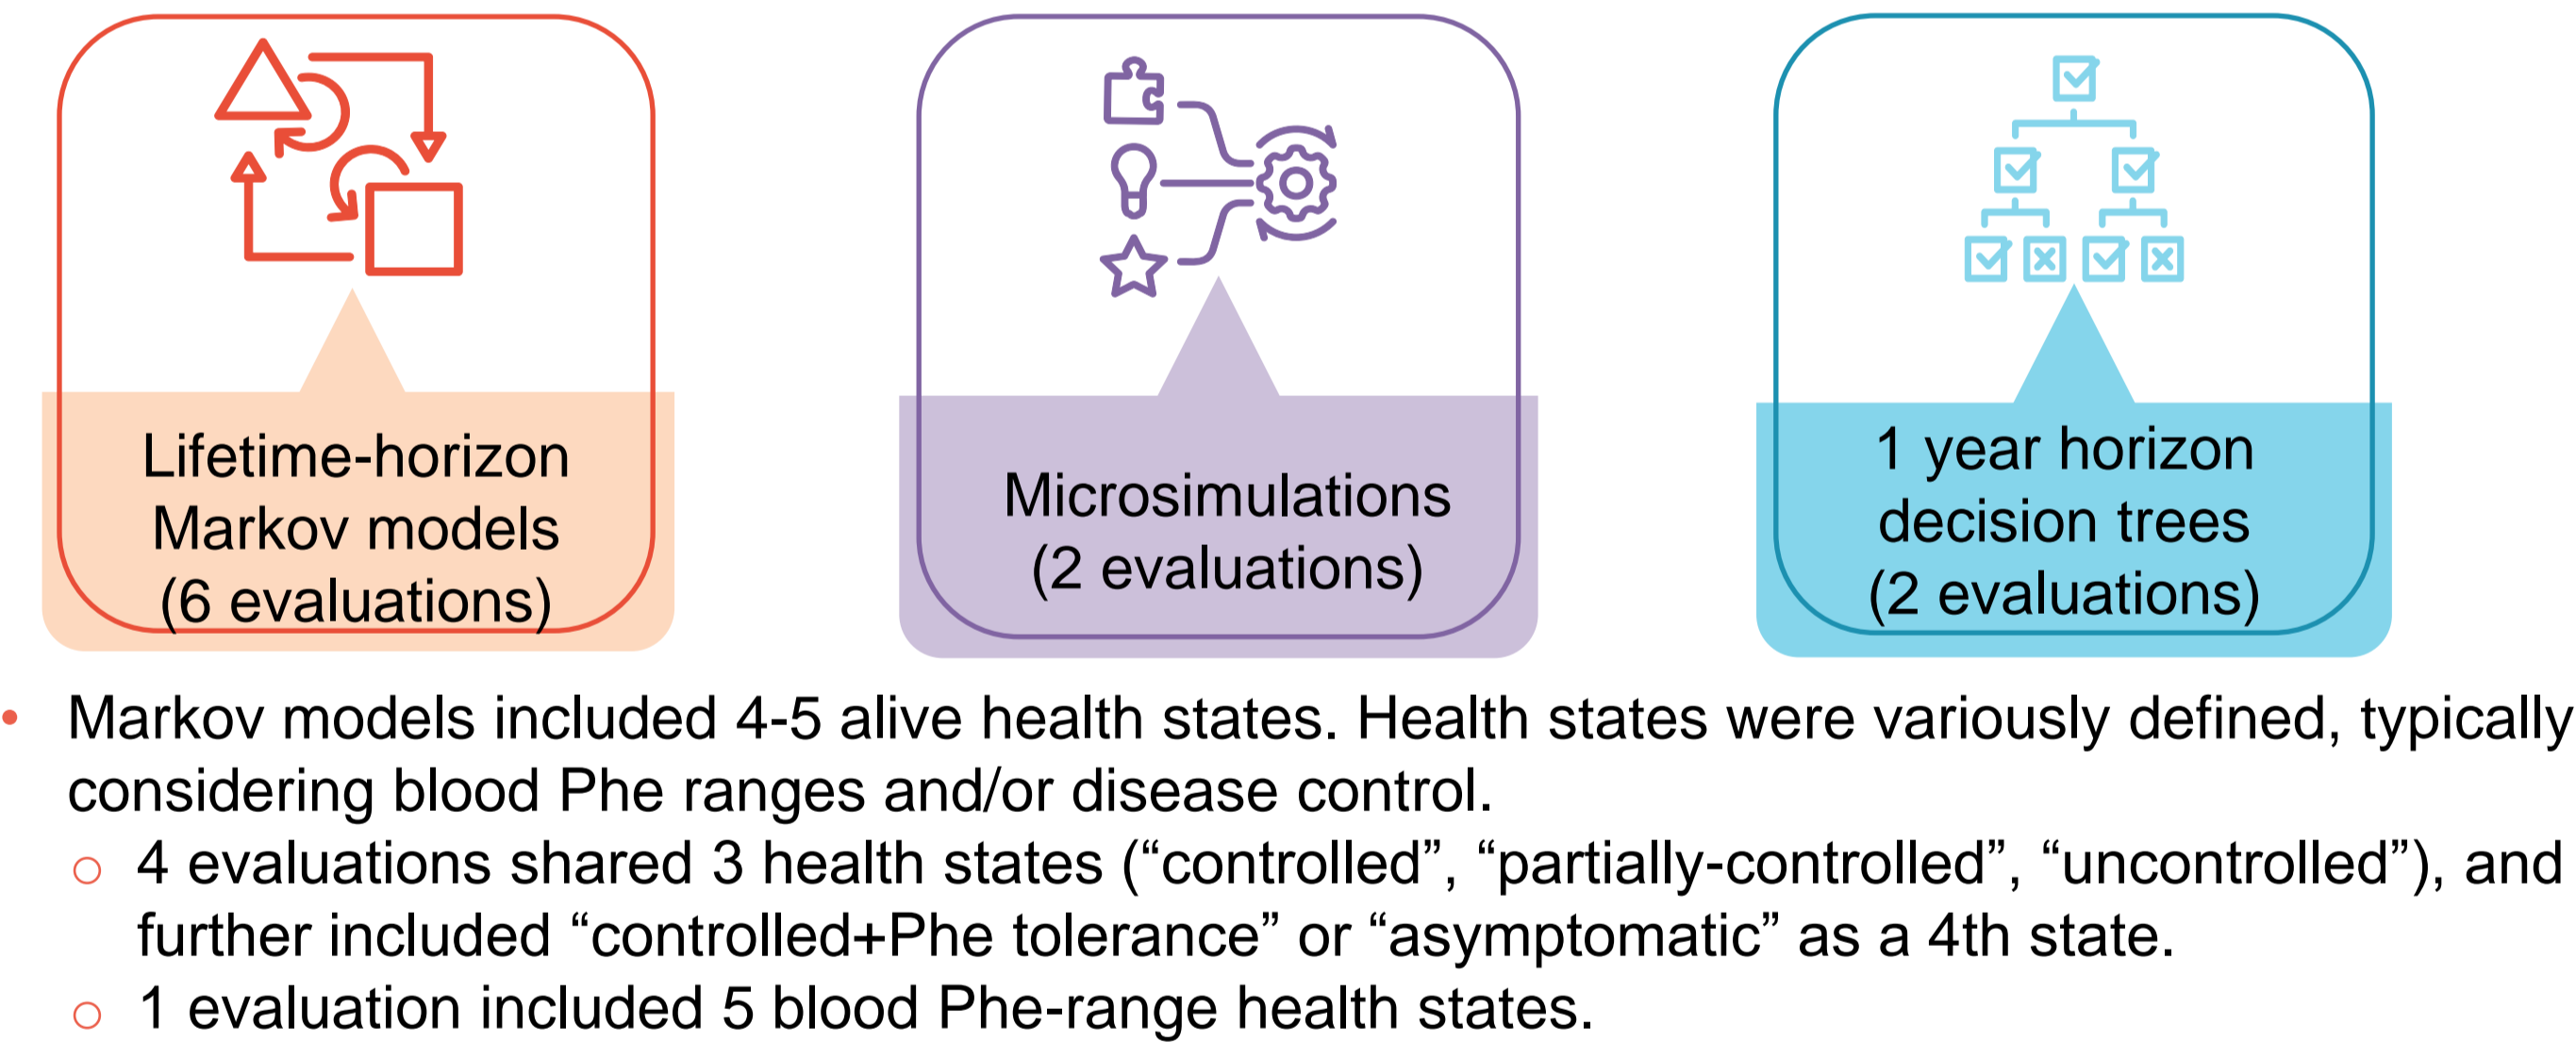 Lifetime-horizon
Markov models
(6 evaluations)
Microsimulations
(2 evaluations)
1 year horizon
decision trees
(2 evaluations)
• Markov models included 4-5 alive health states. Health states were variously defined, typically
considering blood Phe ranges and/or disease control.
o 4 evaluations shared 3 health states (“controlled”, “partially-controlled”, “uncontrolled”), and
further included “controlled+Phe tolerance” or “asymptomatic” as a 4th state.
o 1 evaluation included 5 blood Phe-range health states.